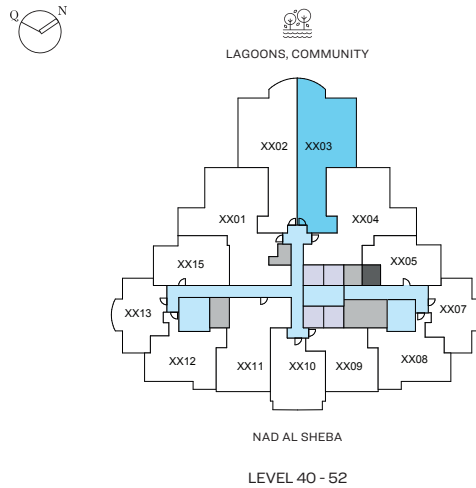 Q N
LAGOONS, COMMUNITY
XX02 XX03
XX01 XX04
XX15 XX05
XX13 XX07
XX12 XX11 XX10 XX09 XX08
NAD AL SHEBA
LEVEL 40 - 52